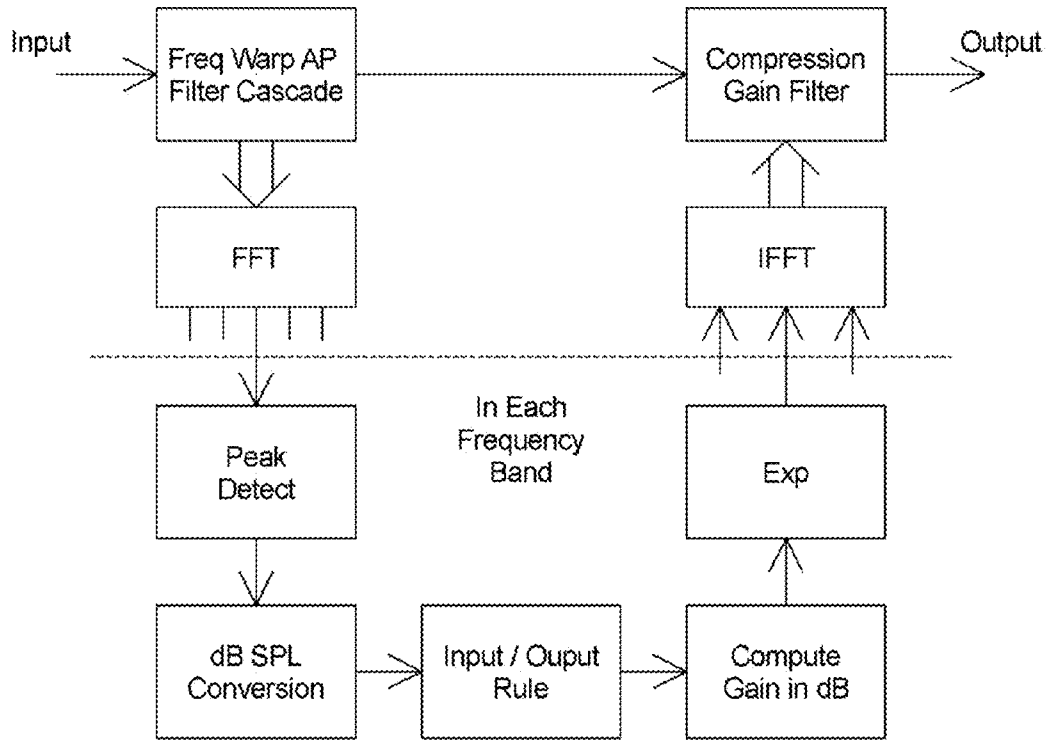 Input
Freq Warp AP
Filter Cascade
Compression
Gain Filter
Output
FFT
IFFT
In Each
Frequency
Band
Peak
Detect
Exp
dB SPL
Conversion
Input / Ouput
Rule
Compute
Gain in dB